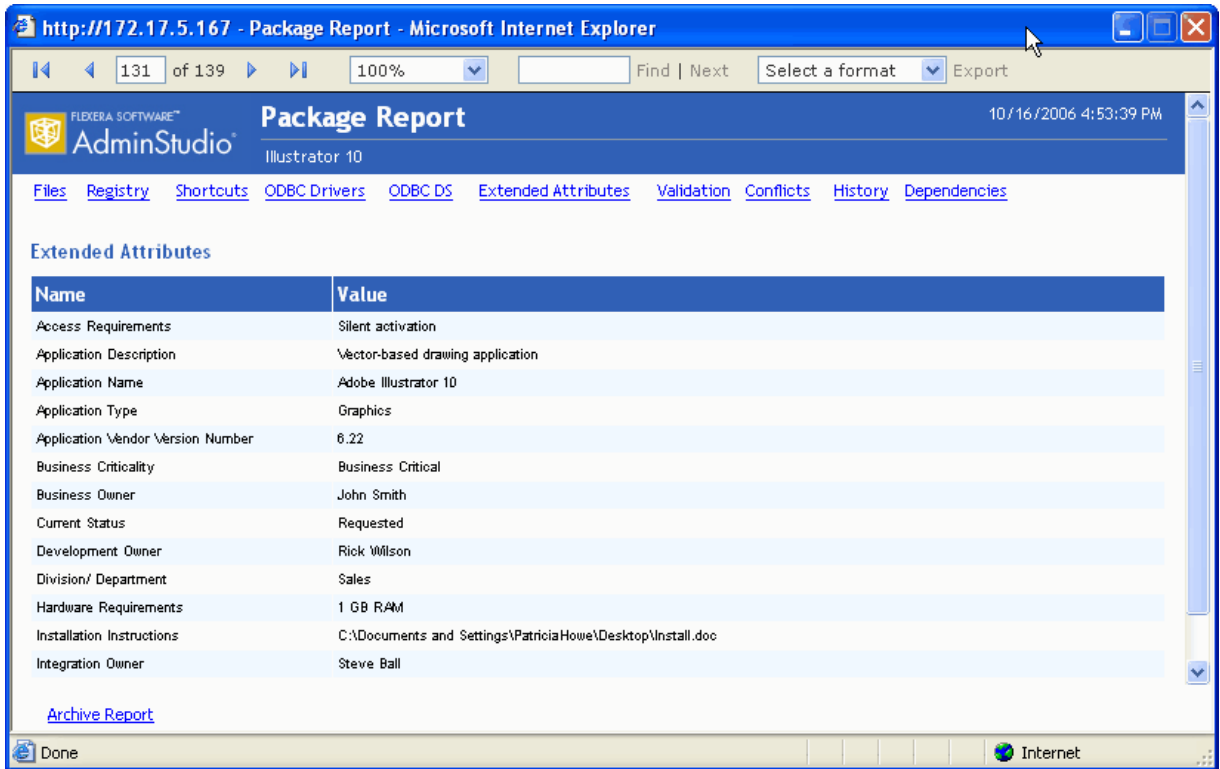 http://172.17.5.167 - Package Report - Microsoft Internet Explorer
131 of 139 100% Find | Next Select a format Export
FLEXERA SOFTWARE™
AdminStudio®
Package Report
10/16/2006 4:53:39 PM
Illustrator 10
Files Registry Shortcuts ODBC Drivers ODBC DS Extended Attributes Validation Conflicts History Dependencies
Extended Attributes
Name Value
Access Requirements Silent activation
Application Description Vector-based drawing application
Application Name Adobe Illustrator 10
Application Type Graphics
Application Vendor Version Number 6.22
Business Criticality Business Critical
Business Owner John Smith
Current Status Requested
Development Owner Rick Wilson
Division/ Department Sales
Hardware Requirements 1 GB RAM
Installation Instructions C:\Documents and Settings\PatriciaHowe\Desktop\Install.doc
Integration Owner Steve Ball
Archive Report
Done Internet